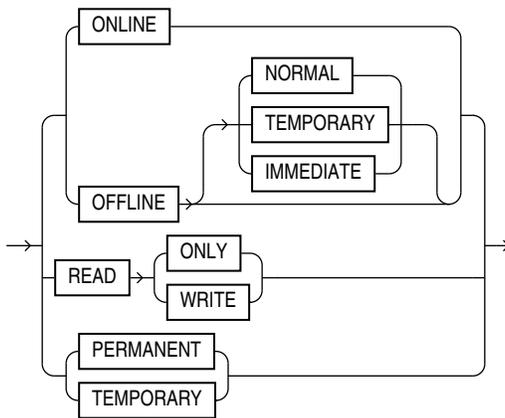 ONLINE
NORMAL
TEMPORARY
IMMEDIATE
OFFLINE
ONLY
READ
WRITE
PERMANENT
TEMPORARY